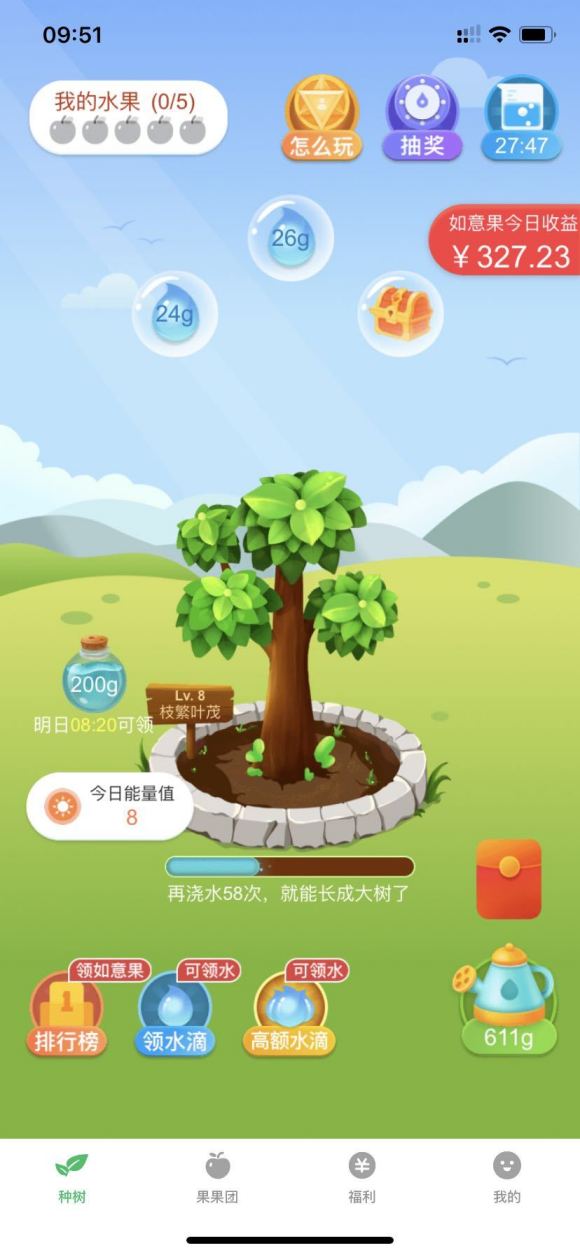 09:51
我的水果 (0/5)
怎么玩
抽奖
27:47
如意果今日收益
¥ 327.23
26g
24g
200g
明日08:20可领
Lv. 8
枝繁叶茂
今日能量值
8
再浇水58次，就能长成大树了
领如意果
可领水
可领水
1
排行榜
领水滴
高额水滴
611g
种树
果果团
福利
我的